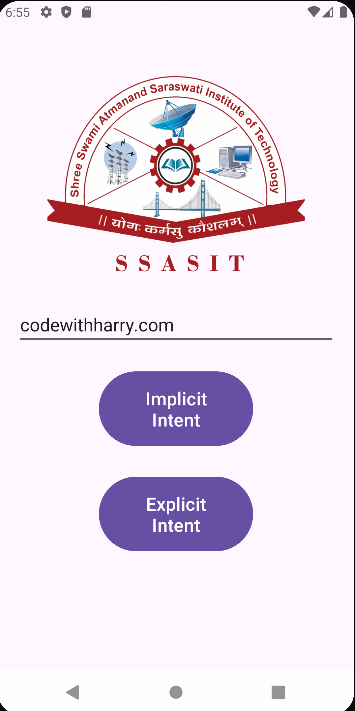 6:55
Shree Swami Atmanand Saraswati Institute of Technology
|| योगः कर्मसु कौशलम् ||
SSASIT
codewithharry.com
Implicit
Intent
Explicit
Intent